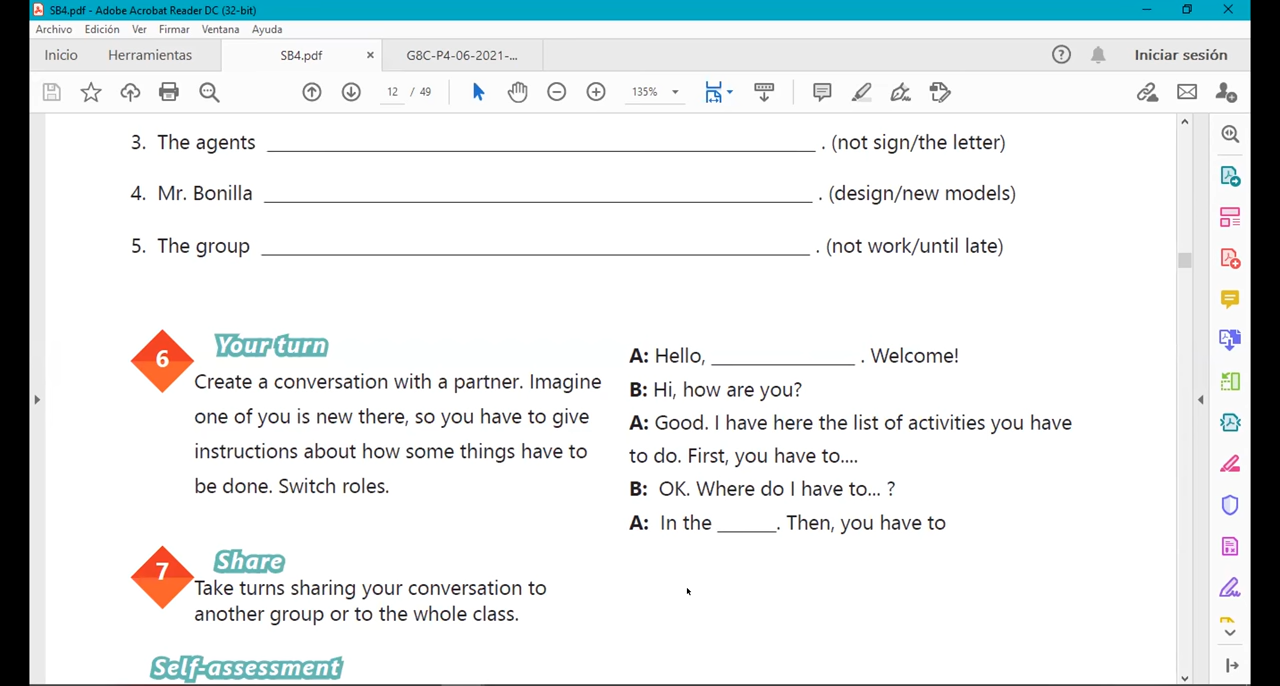 SB4.pdf - Adobe Acrobat Reader DC (32-bit)
Archivo Edición Ver Firmar Ventana Ayuda
Inicio Herramientas SB4.pdf × G8C-P4-06-2021-... Iniciar sesión
12 / 49 135%
3. The agents ______________________ . (not sign/the letter)
4. Mr. Bonilla ______________________ . (design/new models)
5. The group ______________________ . (not work/until late)
6 Your turn
Create a conversation with a partner. Imagine
one of you is new there, so you have to give
instructions about how some things have to
be done. Switch roles.
A: Hello, _____________ . Welcome!
B: Hi, how are you?
A: Good. I have here the list of activities you have
to do. First, you have to....
B: OK. Where do I have to... ?
A: In the ______. Then, you have to
7 Share
Take turns sharing your conversation to
another group or to the whole class.
Self-assessment